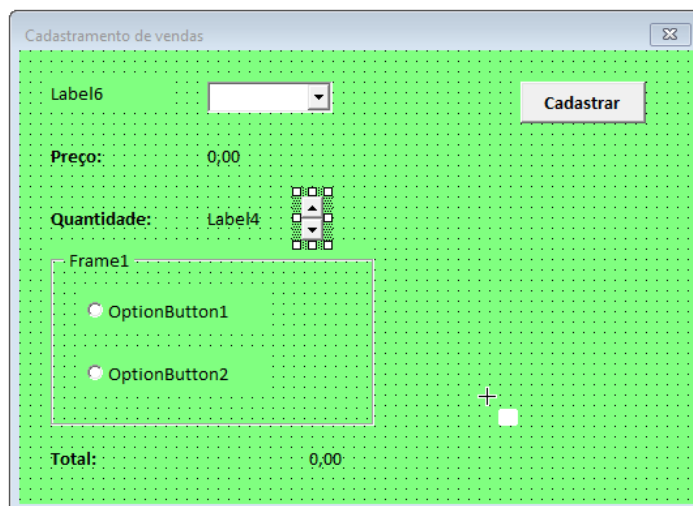 Cadastramento de vendas
Label6
Cadastrar
Preço: 0,00
Quantidade: Label4
Frame1
OptionButton1
OptionButton2
Total: 0,00